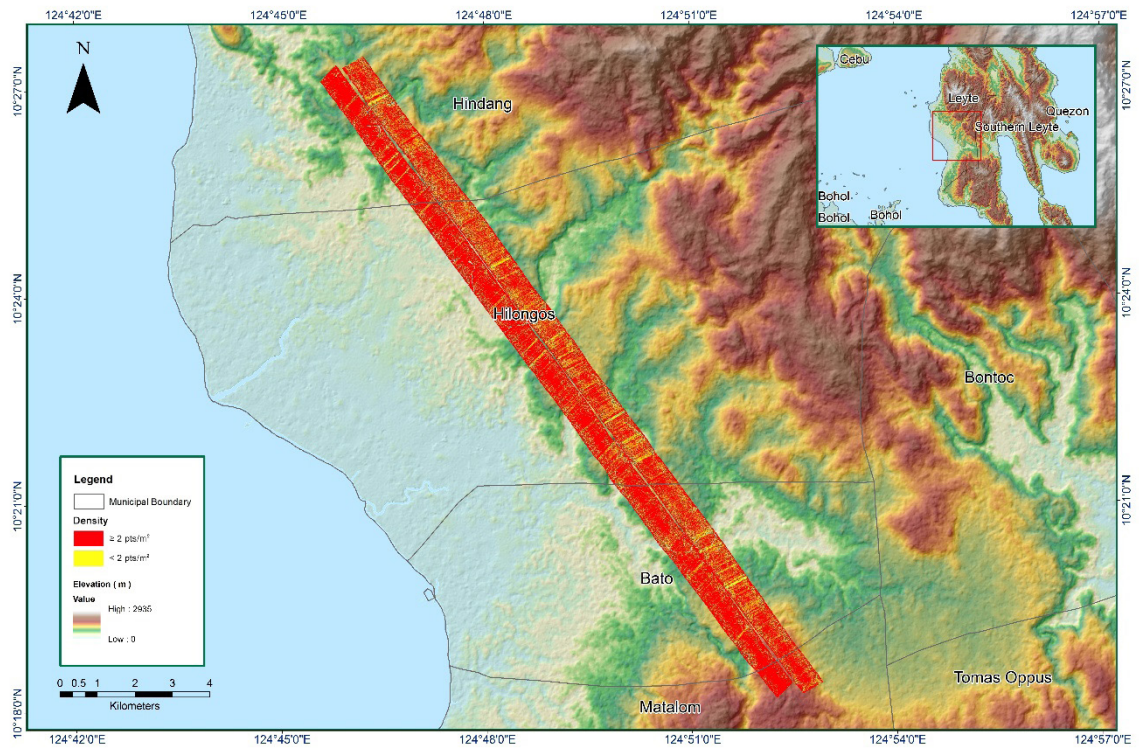 124°42'0"E 124°45'0"E 124°48'0"E 124°51'0"E 124°54'0"E 124°57'0"E
N
10°27'0"N
10°27'0"N
Hindang
Cebu
Leyte
Quezon
Southern Leyte
Bohol
Bohol
Bohol
10°24'0"N
10°24'0"N
Hilongos
Bontoc
10°21'0"N
10°21'0"N
Legend
Municipal Boundary
Density
≥ 2 pts/m²
< 2 pts/m²
Elevation ( m )
Value
High : 2935
Low : 0
Bato
0 0.5 1 2 3 4
Kilometers
Tomas Oppus
Matalom
10°18'0"N
10°18'0"N
124°42'0"E 124°45'0"E 124°48'0"E 124°51'0"E 124°54'0"E 124°57'0"E